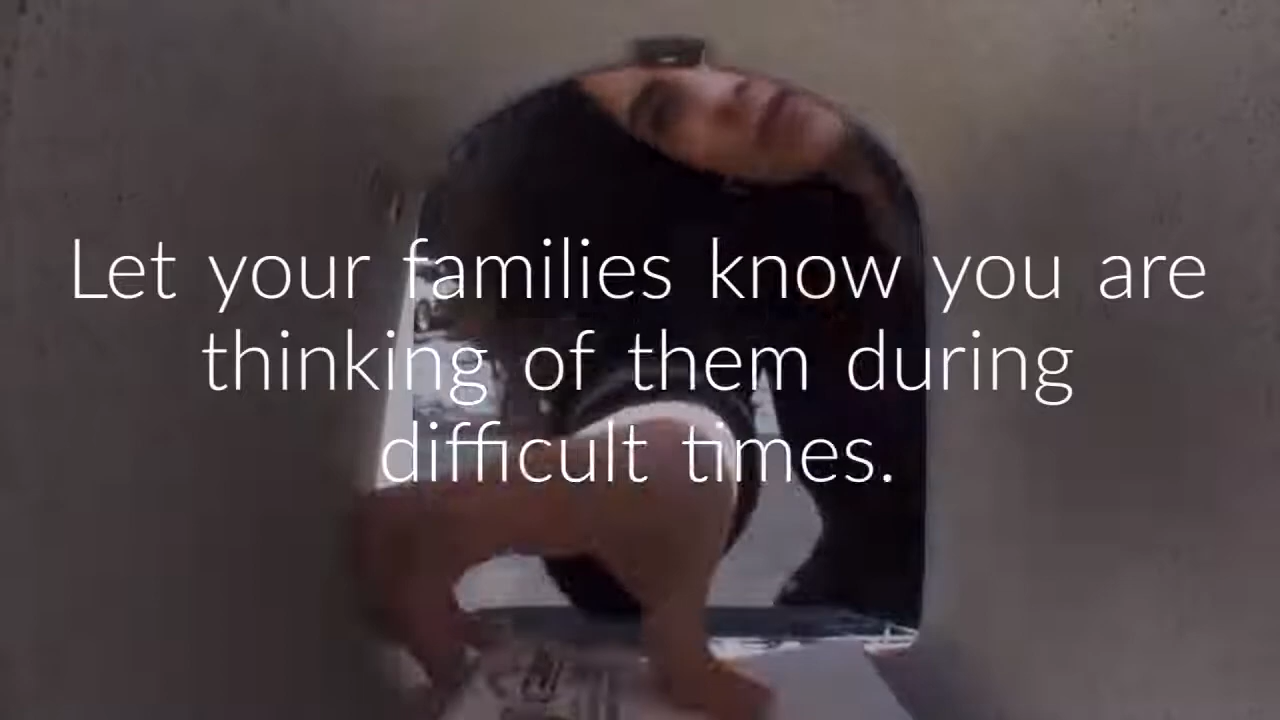 Let your families know you are
thinking of them during
difficult times.